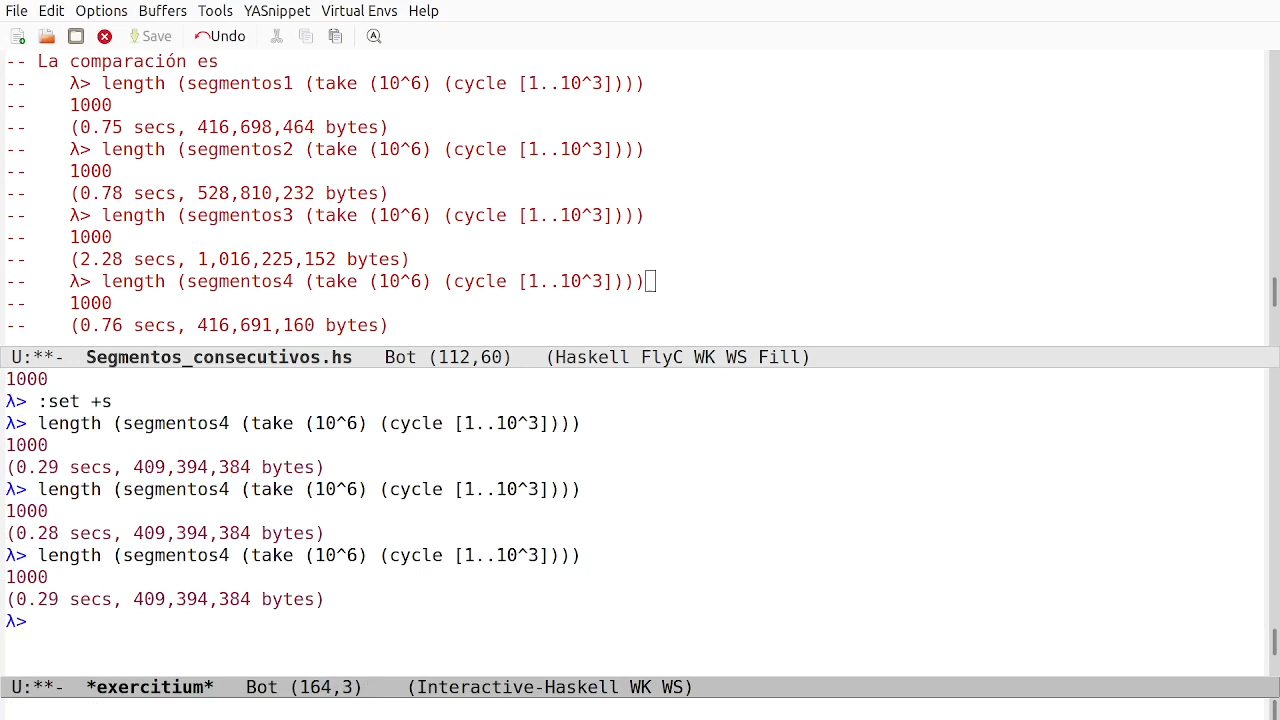 File Edit Options Buffers Tools YASnippet Virtual Envs Help
Save Undo
-- La comparación es
--    λ> length (segmentos1 (take (10^6) (cycle [1..10^3])))
--    1000
--    (0.75 secs, 416,698,464 bytes)
--    λ> length (segmentos2 (take (10^6) (cycle [1..10^3])))
--    1000
--    (0.78 secs, 528,810,232 bytes)
--    λ> length (segmentos3 (take (10^6) (cycle [1..10^3])))
--    1000
--    (2.28 secs, 1,016,225,152 bytes)
--    λ> length (segmentos4 (take (10^6) (cycle [1..10^3])))
--    1000
--    (0.76 secs, 416,691,160 bytes)
U:**-  Segmentos_consecutivos.hs   Bot (112,60)   (Haskell FlyC WK WS Fill)
1000
λ> :set +s
λ> length (segmentos4 (take (10^6) (cycle [1..10^3])))
1000
(0.29 secs, 409,394,384 bytes)
λ> length (segmentos4 (take (10^6) (cycle [1..10^3])))
1000
(0.28 secs, 409,394,384 bytes)
λ> length (segmentos4 (take (10^6) (cycle [1..10^3])))
1000
(0.29 secs, 409,394,384 bytes)
λ>
U:**-  *exercitium*   Bot (164,3)    (Interactive-Haskell WK WS)